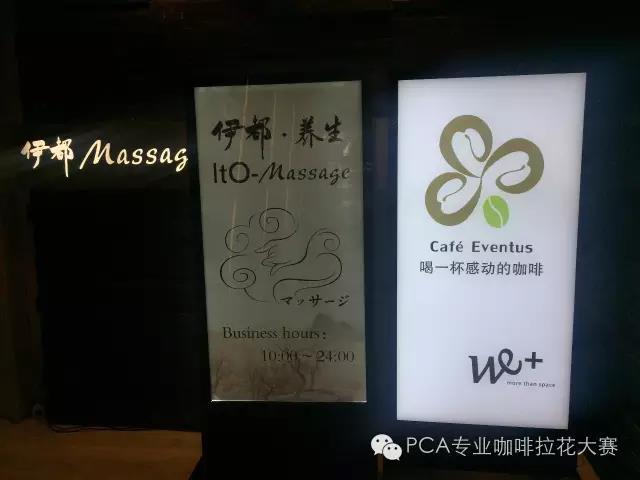 伊都 Massag
伊都·养生
ItO-Massage
マッサージ
Business hours:
10:00~24:00
Café Eventus
喝一杯感动的咖啡
we+
more than space
PCA专业咖啡拉花大赛